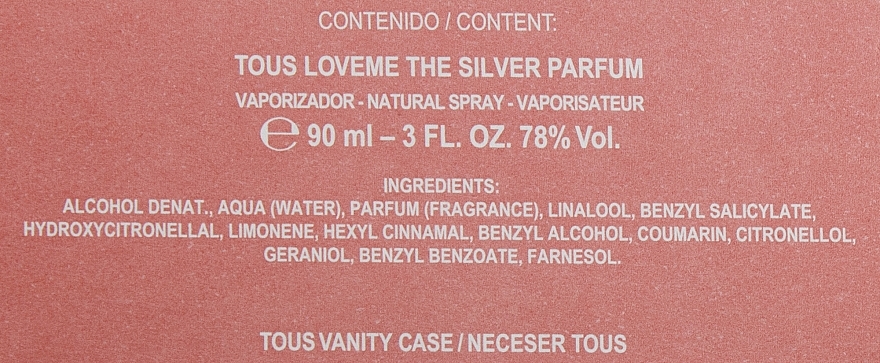 CONTENIDO / CONTENT:
TOUS LOVEME THE SILVER PARFUM
VAPORIZADOR - NATURAL SPRAY - VAPORISATEUR
℮ 90 ml – 3 FL. OZ. 78% Vol.
INGREDIENTS:
ALCOHOL DENAT., AQUA (WATER), PARFUM (FRAGRANCE), LINALOOL, BENZYL SALICYLATE,
HYDROXYCITRONELLAL, LIMONENE, HEXYL CINNAMAL, BENZYL ALCOHOL, COUMARIN, CITRONELLOL,
GERANIOL, BENZYL BENZOATE, FARNESOL.
TOUS VANITY CASE / NECESER TOUS